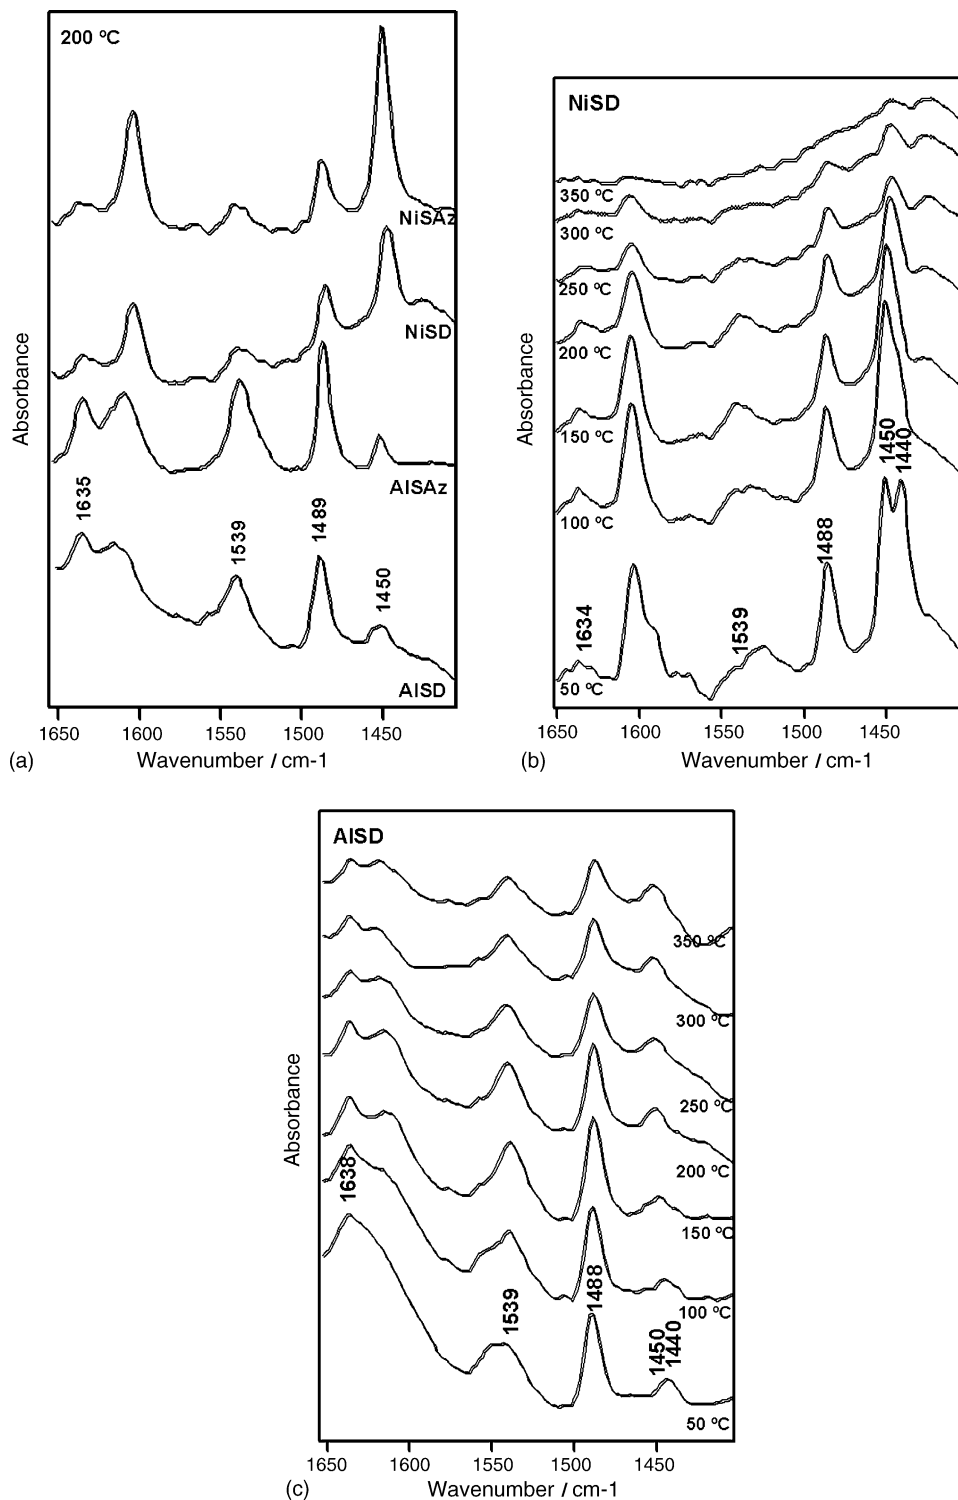 200 ºC
NiSAz
NiSD
AlSAz
AlSD
1635
1539
1489
1450
Absorbance
1650 1600 1550 1500 1450
Wavenumber / cm-1
(a)
NiSD
350 ºC
300 ºC
250 ºC
200 ºC
150 ºC
100 ºC
50 ºC
1634
1539
1488
1450
1440
Absorbance
1650 1600 1550 1500 1450
Wavenumber / cm-1
(b)
AlSD
350 ºC
300 ºC
250 ºC
200 ºC
150 ºC
100 ºC
50 ºC
1638
1539
1488
1450
1440
Absorbance
1650 1600 1550 1500 1450
Wavenumber / cm-1
(c)